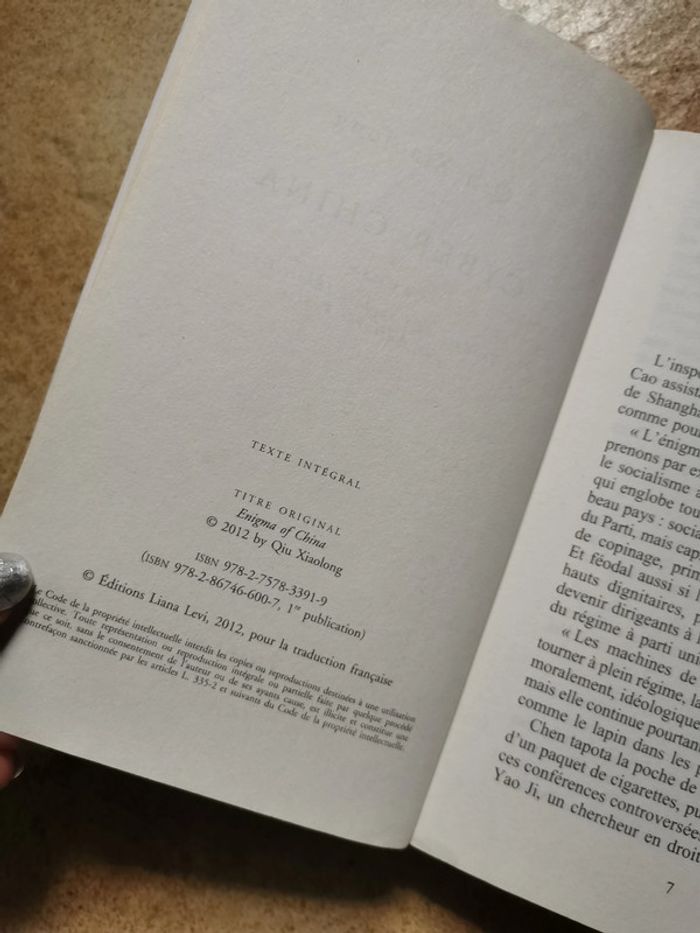 TEXTE INTÉGRAL
TITRE ORIGINAL
Enigma of China
© 2012 by Qiu Xiaolong
ISBN 978-2-7578-3391-9
(ISBN 978-2-86746-600-7, 1re publication)
© Éditions Liana Levi, 2012, pour la traduction française
Le Code de la propriété intellectuelle interdit les copies ou reproductions destinées à une utilisation
collective. Toute représentation ou reproduction intégrale ou partielle faite par quelque procédé
que ce soit, sans le consentement de l'auteur ou de ses ayants cause, est illicite et constitue une
contrefaçon sanctionnée par les articles L. 335-2 et suivants du Code de la propriété intellectuelle.
L'inspe
Cao assista
de Shangha
comme pou
« L'énigm
prenons par ex
le socialisme à
qui englobe tou
beau pays : socia
du Parti, mais cap
de copinage, prim
Et féodal aussi si l
hauts dignitaires, p
devenir dirigeants à l
du régime à parti uni
« Les machines de
tourner à plein régime, la
moralement, idéologique
mais elle continue pourtan
comme le lapin dans les
Chen tapota la poche de
d'un paquet de cigarettes, pu
ces conférences controversées
Yao Ji, un chercheur en droit
7